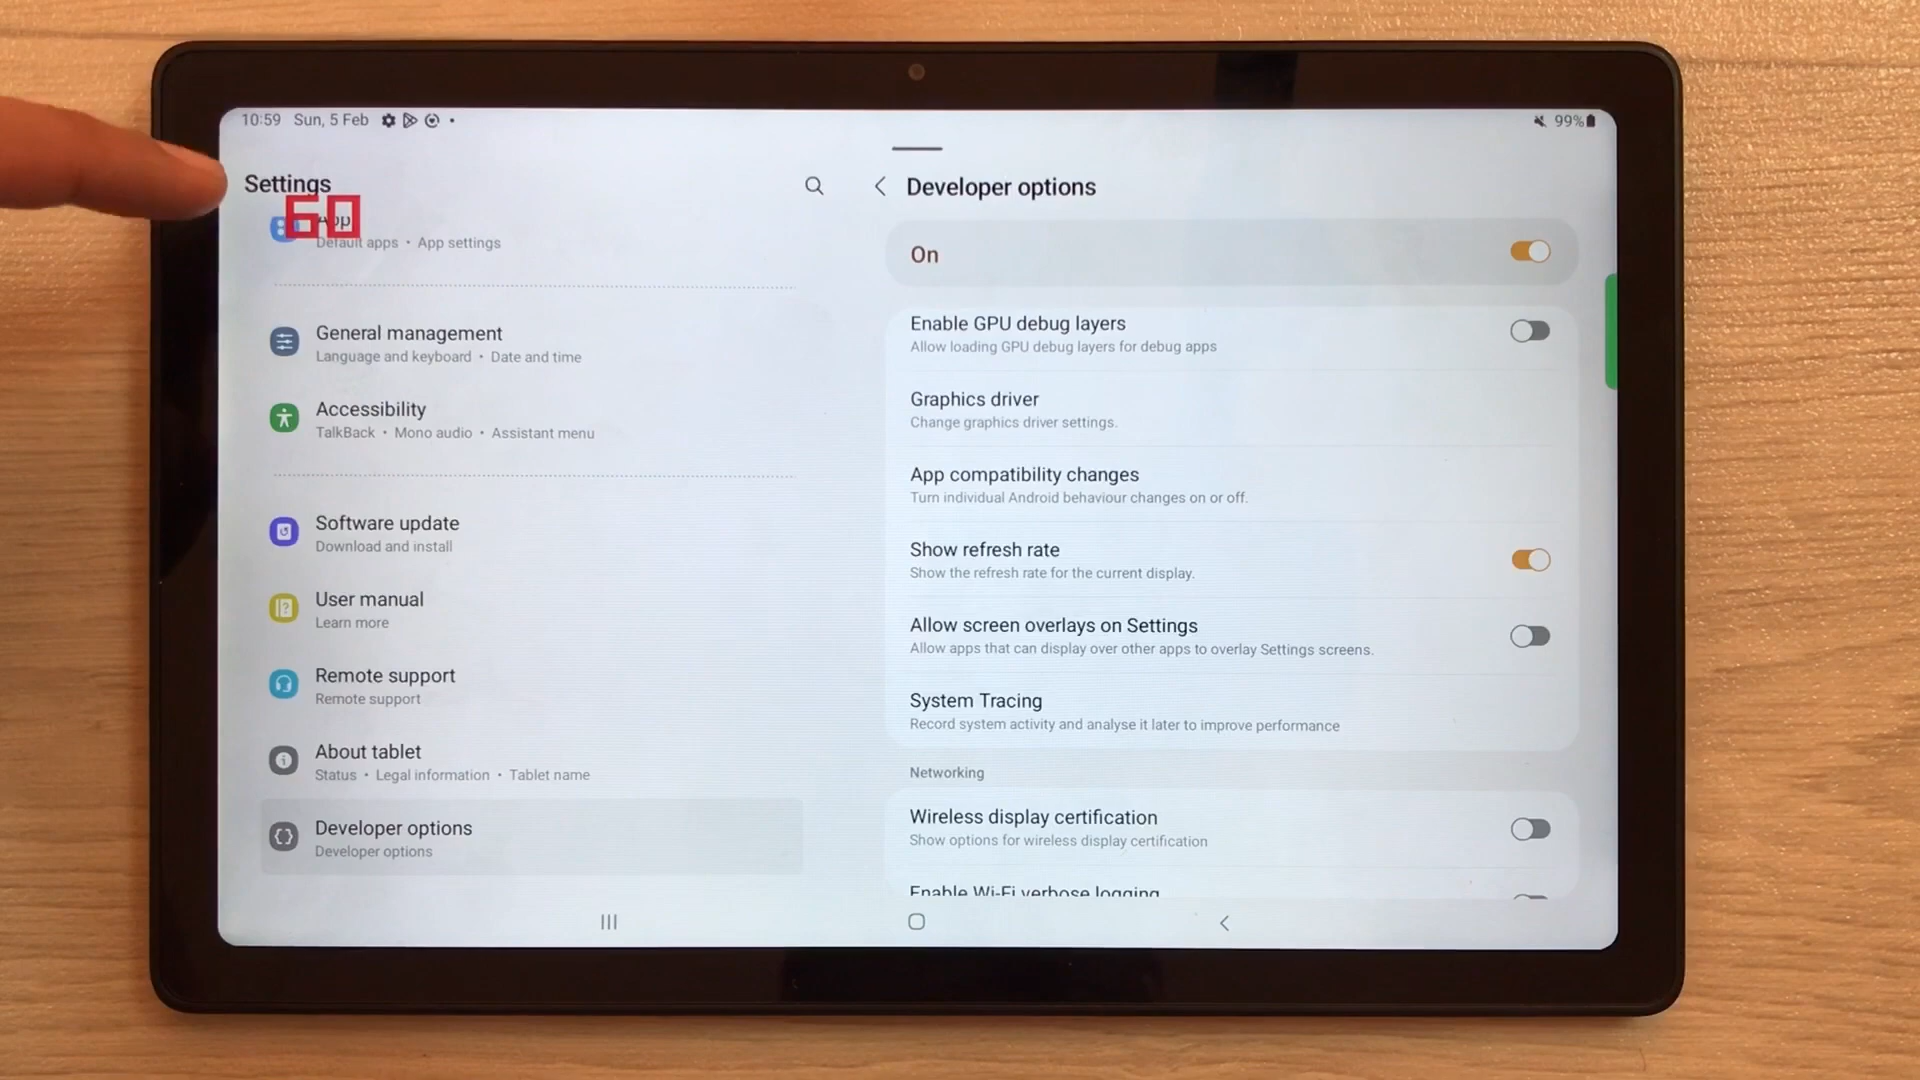 10:59 Sun, 5 Feb
99%
Settings
60
App
Default apps • App settings
General management
Language and keyboard • Date and time
Accessibility
TalkBack • Mono audio • Assistant menu
Software update
Download and install
User manual
Learn more
Remote support
Remote support
About tablet
Status • Legal information • Tablet name
Developer options
Developer options
Developer options
On
Enable GPU debug layers
Allow loading GPU debug layers for debug apps
Graphics driver
Change graphics driver settings.
App compatibility changes
Turn individual Android behaviour changes on or off.
Show refresh rate
Show the refresh rate for the current display.
Allow screen overlays on Settings
Allow apps that can display over other apps to overlay Settings screens.
System Tracing
Record system activity and analyse it later to improve performance
Networking
Wireless display certification
Show options for wireless display certification
Enable Wi-Fi verbose logging